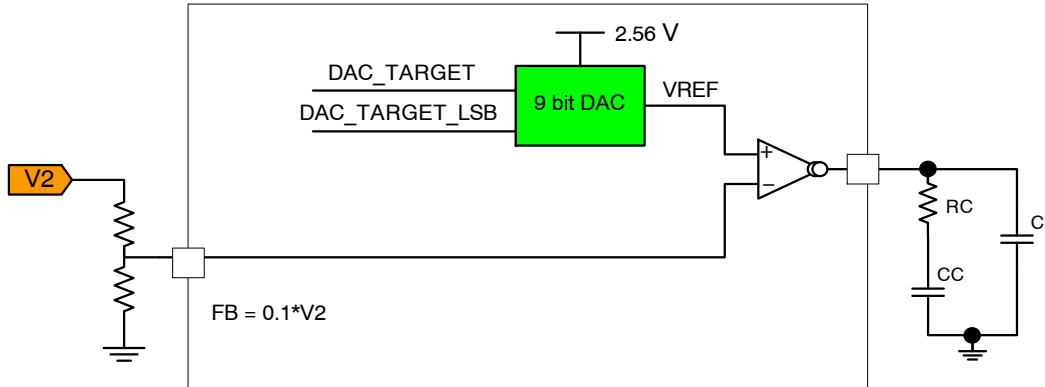 2.56 V
DAC_TARGET
DAC_TARGET_LSB
9 bit DAC
VREF
+
−
V2
RC
C
CC
FB = 0.1*V2